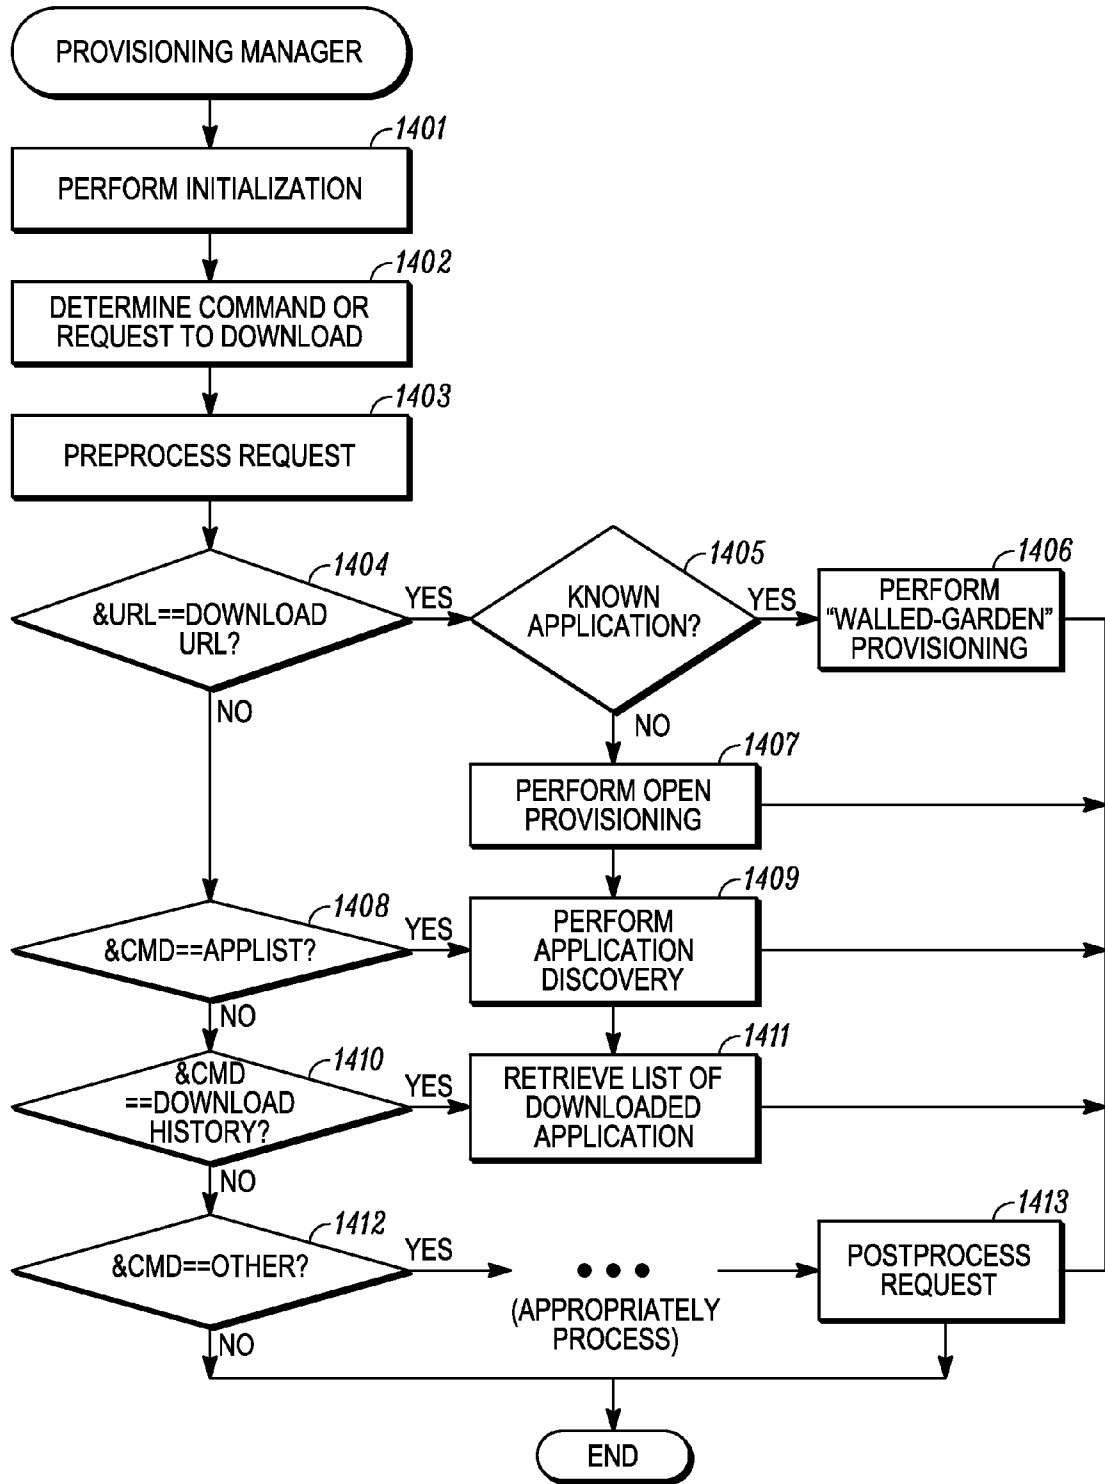 PROVISIONING MANAGER
1401
PERFORM INITIALIZATION
1402
DETERMINE COMMAND OR
REQUEST TO DOWNLOAD
1403
PREPROCESS REQUEST
1404
&URL==DOWNLOAD
URL?
YES
NO
1405
KNOWN
APPLICATION?
YES
NO
1406
PERFORM
“WALLED-GARDEN”
PROVISIONING
1407
PERFORM OPEN
PROVISIONING
1408
&CMD==APPLIST?
YES
NO
1409
PERFORM
APPLICATION
DISCOVERY
1410
&CMD
==DOWNLOAD
HISTORY?
YES
NO
1411
RETRIEVE LIST OF
DOWNLOADED
APPLICATION
1412
&CMD==OTHER?
YES
NO
● ● ●
(APPROPRIATELY
PROCESS)
1413
POSTPROCESS
REQUEST
END